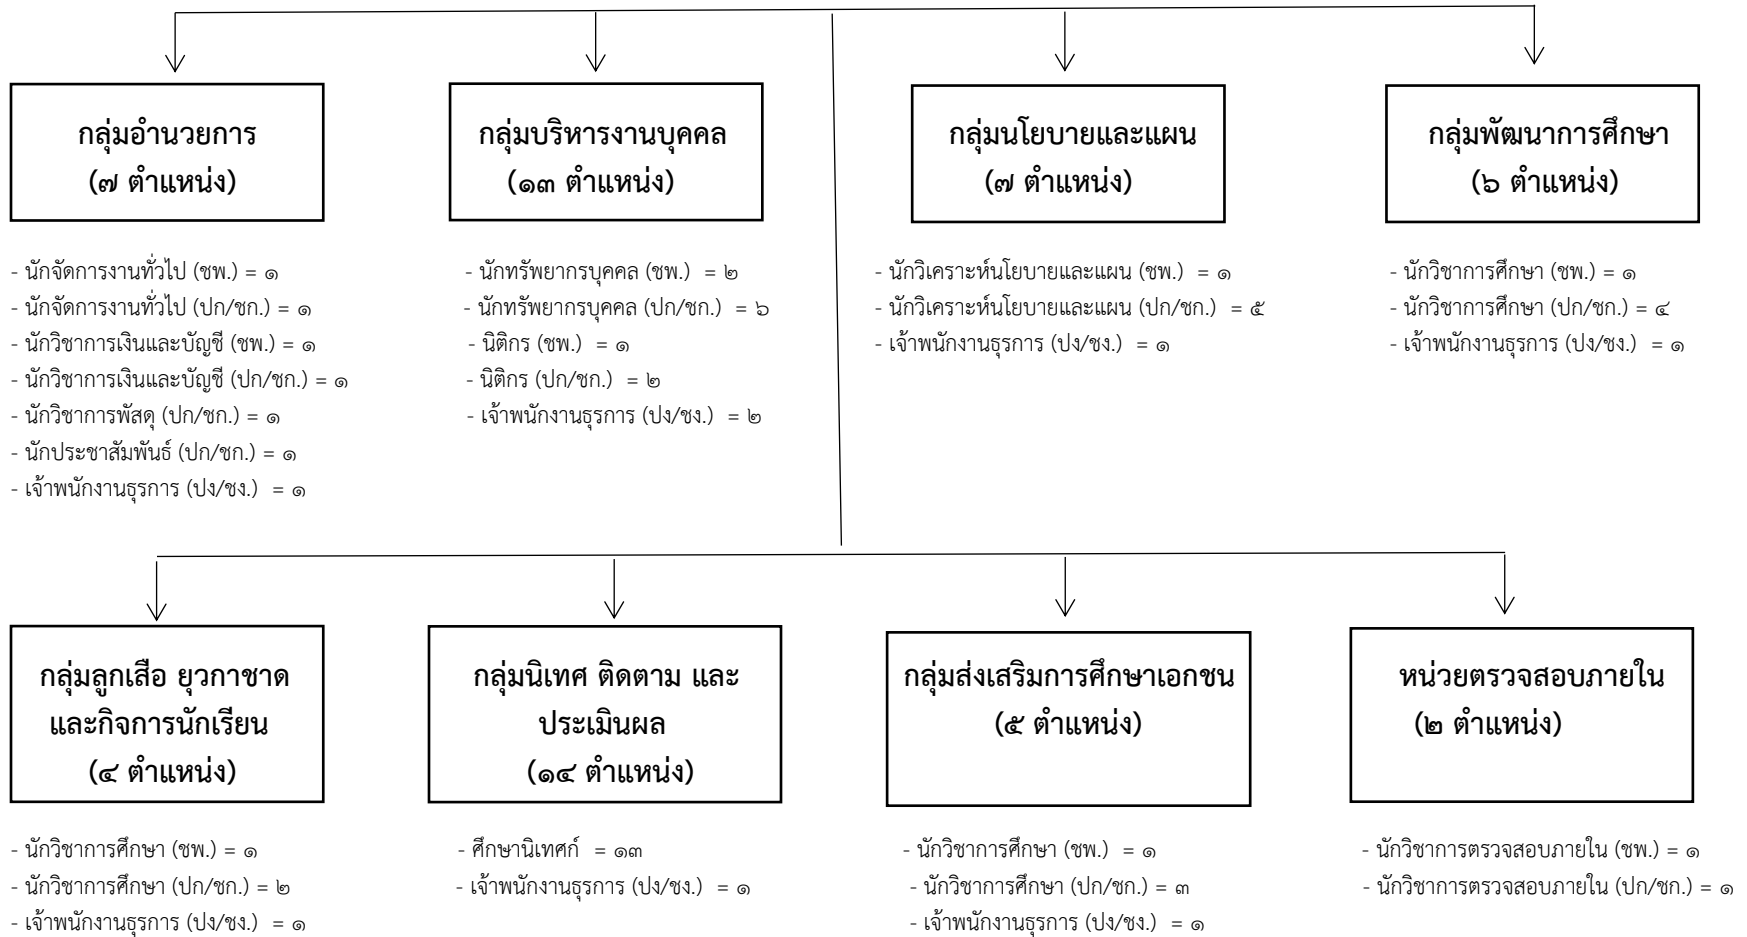 กลุ่มอำนวยการ
(๗ ตำแหน่ง)
- นักจัดการงานทั่วไป (ชพ.) = ๑
- นักจัดการงานทั่วไป (ปก/ชก.) = ๑
- นักวิชาการเงินและบัญชี (ชพ.) = ๑
- นักวิชาการเงินและบัญชี (ปก/ชก.) = ๑
- นักวิชาการพัสดุ (ปก/ชก.) = ๑
- นักประชาสัมพันธ์ (ปก/ชก.) = ๑
- เจ้าพนักงานธุรการ (ปง/ชง.) = ๑
กลุ่มบริหารงานบุคคล
(๑๓ ตำแหน่ง)
- นักทรัพยากรบุคคล (ชพ.) = ๒
- นักทรัพยากรบุคคล (ปก/ชก.) = ๖
- นิติกร (ชพ.) = ๑
- นิติกร (ปก/ชก.) = ๒
- เจ้าพนักงานธุรการ (ปง/ชง.) = ๒
กลุ่มนโยบายและแผน
(๗ ตำแหน่ง)
- นักวิเคราะห์นโยบายและแผน (ชพ.) = ๑
- นักวิเคราะห์นโยบายและแผน (ปก/ชก.) = ๕
- เจ้าพนักงานธุรการ (ปง/ชง.) = ๑
กลุ่มพัฒนาการศึกษา
(๖ ตำแหน่ง)
- นักวิชาการศึกษา (ชพ.) = ๑
- นักวิชาการศึกษา (ปก/ชก.) = ๔
- เจ้าพนักงานธุรการ (ปง/ชง.) = ๑
กลุ่มลูกเสือ ยุวกาชาด
และกิจการนักเรียน
(๔ ตำแหน่ง)
- นักวิชาการศึกษา (ชพ.) = ๑
- นักวิชาการศึกษา (ปก/ชก.) = ๒
- เจ้าพนักงานธุรการ (ปง/ชง.) = ๑
กลุ่มนิเทศ ติดตาม และ
ประเมินผล
(๑๔ ตำแหน่ง)
- ศึกษานิเทศก์ = ๑๓
- เจ้าพนักงานธุรการ (ปง/ชง.) = ๑
กลุ่มส่งเสริมการศึกษาเอกชน
(๕ ตำแหน่ง)
- นักวิชาการศึกษา (ชพ.) = ๑
- นักวิชาการศึกษา (ปก/ชก.) = ๓
- เจ้าพนักงานธุรการ (ปง/ชง.) = ๑
หน่วยตรวจสอบภายใน
(๒ ตำแหน่ง)
- นักวิชาการตรวจสอบภายใน (ชพ.) = ๑
- นักวิชาการตรวจสอบภายใน (ปก/ชก.) = ๑